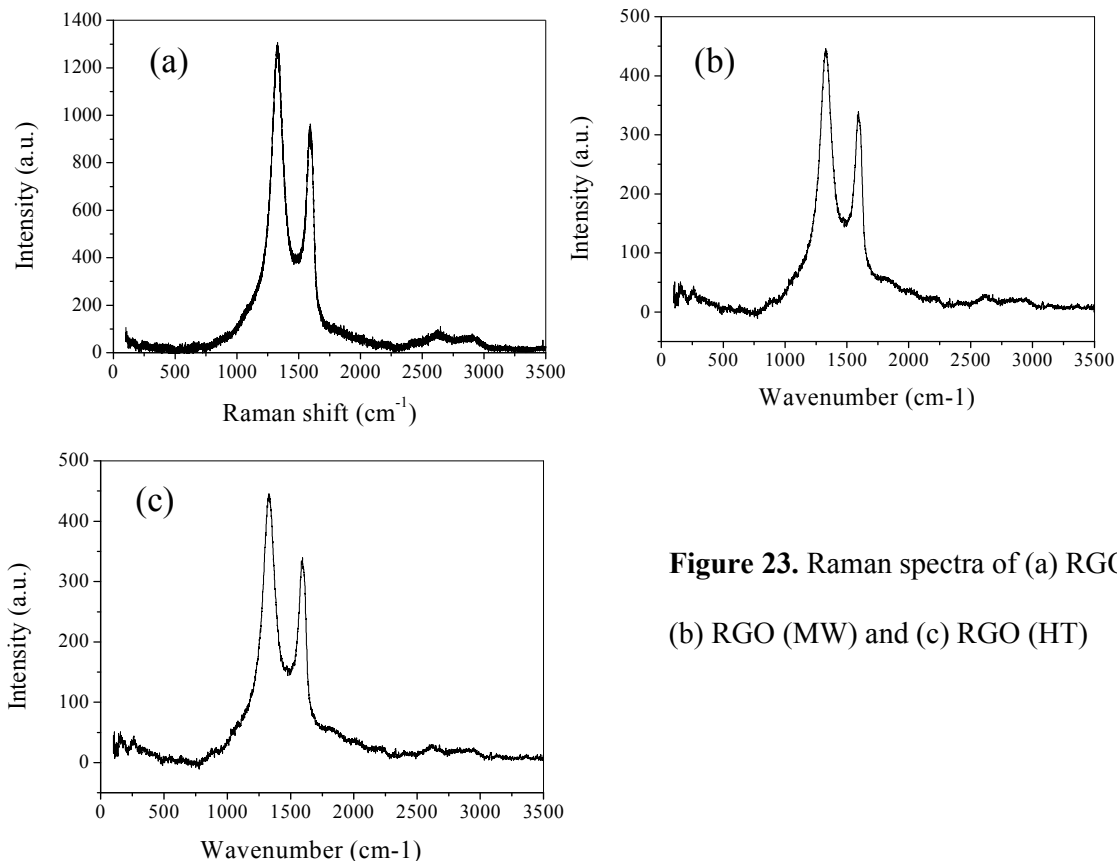 (a)
1400
1200
1000
800
600
400
200
0
Intensity (a.u.)
0 500 1000 1500 2000 2500 3000 3500
Raman shift (cm-1)
(b)
500
400
300
200
100
0
Intensity (a.u.)
0 500 1000 1500 2000 2500 3000 3500
Wavenumber (cm-1)
(c)
500
400
300
200
100
0
Intensity (a.u.)
0 500 1000 1500 2000 2500 3000 3500
Wavenumber (cm-1)
Figure 23. Raman spectra of (a) RGO
(b) RGO (MW) and (c) RGO (HT)